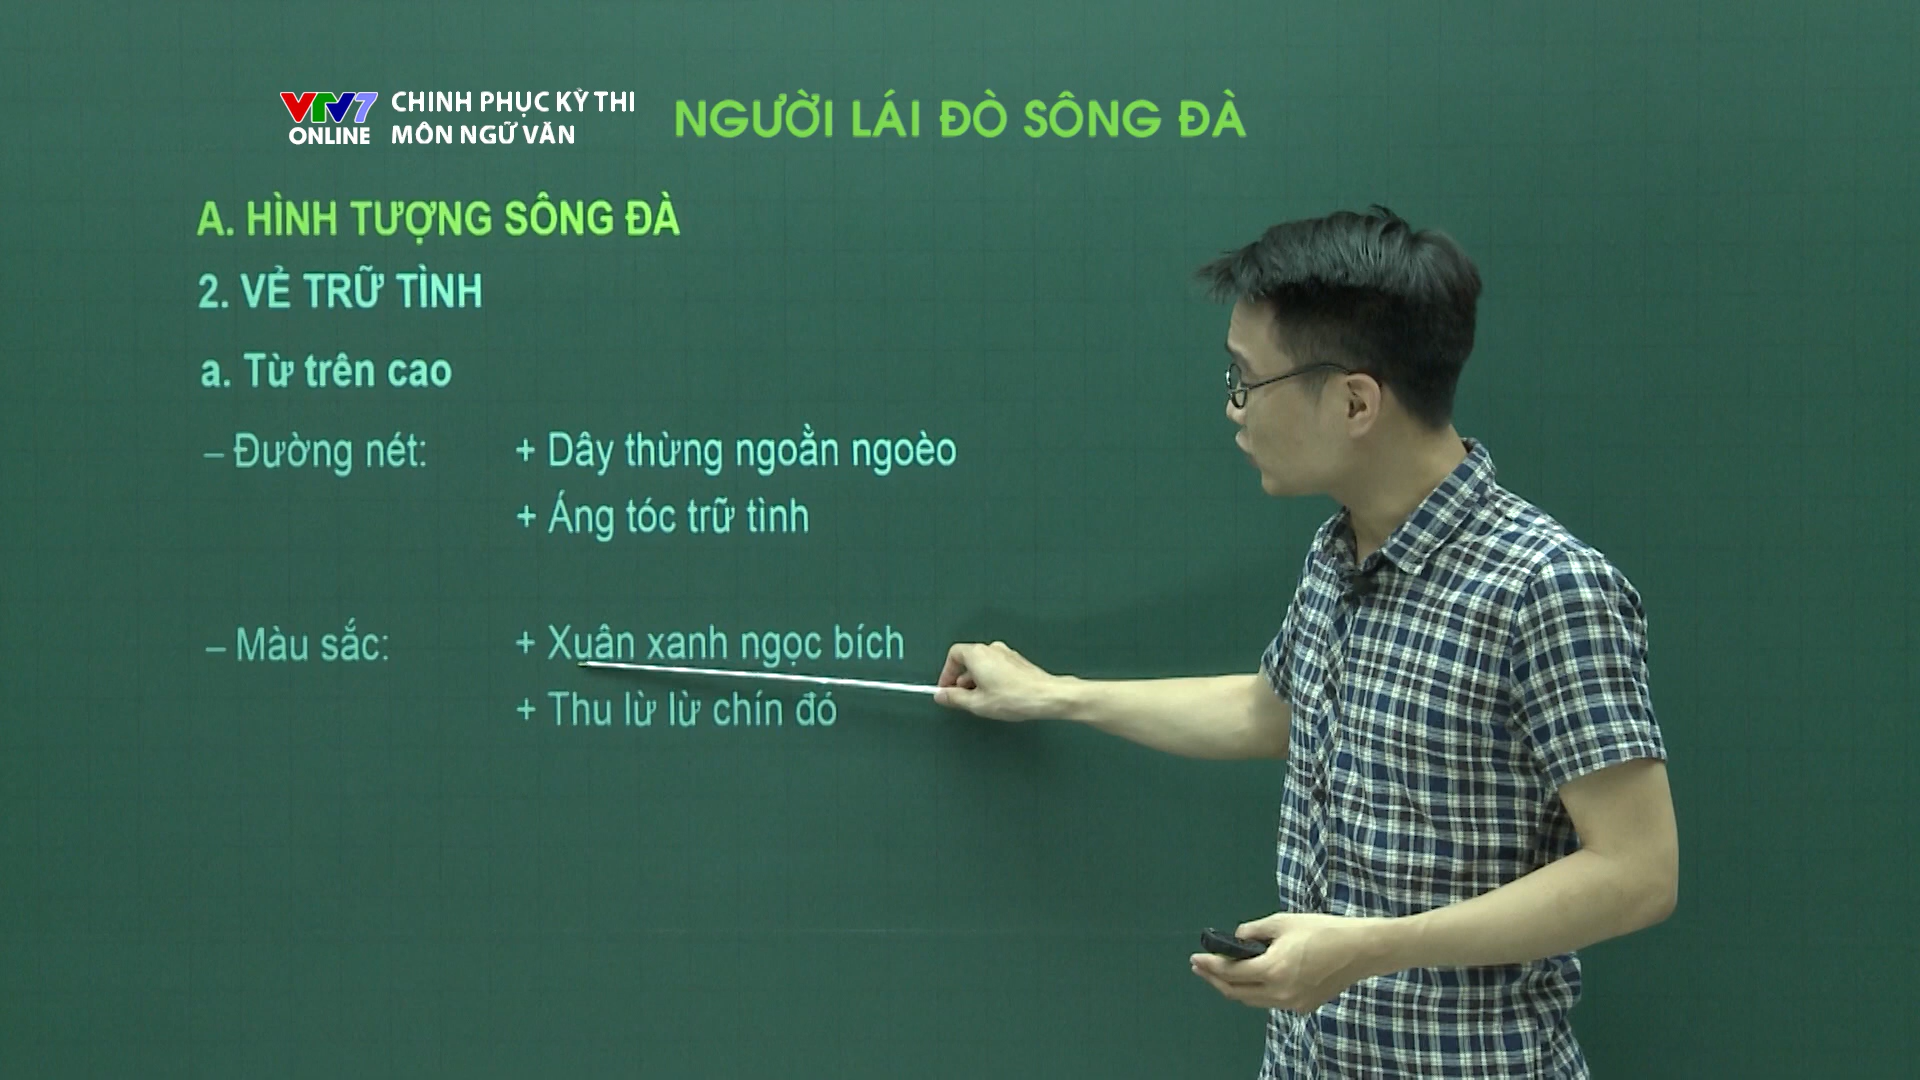 VTV7
ONLINE
CHINH PHỤC KỲ THI
MÔN NGỮ VĂN
NGƯỜI LÁI ĐÒ SÔNG ĐÀ
A. HÌNH TƯỢNG SÔNG ĐÀ
2. VẺ TRỮ TÌNH
a. Từ trên cao
– Đường nét:
+ Dây thừng ngoằn ngoèo
+ Áng tóc trữ tình
– Màu sắc:
+ Xuân xanh ngọc bích
+ Thu lừ lừ chín đỏ